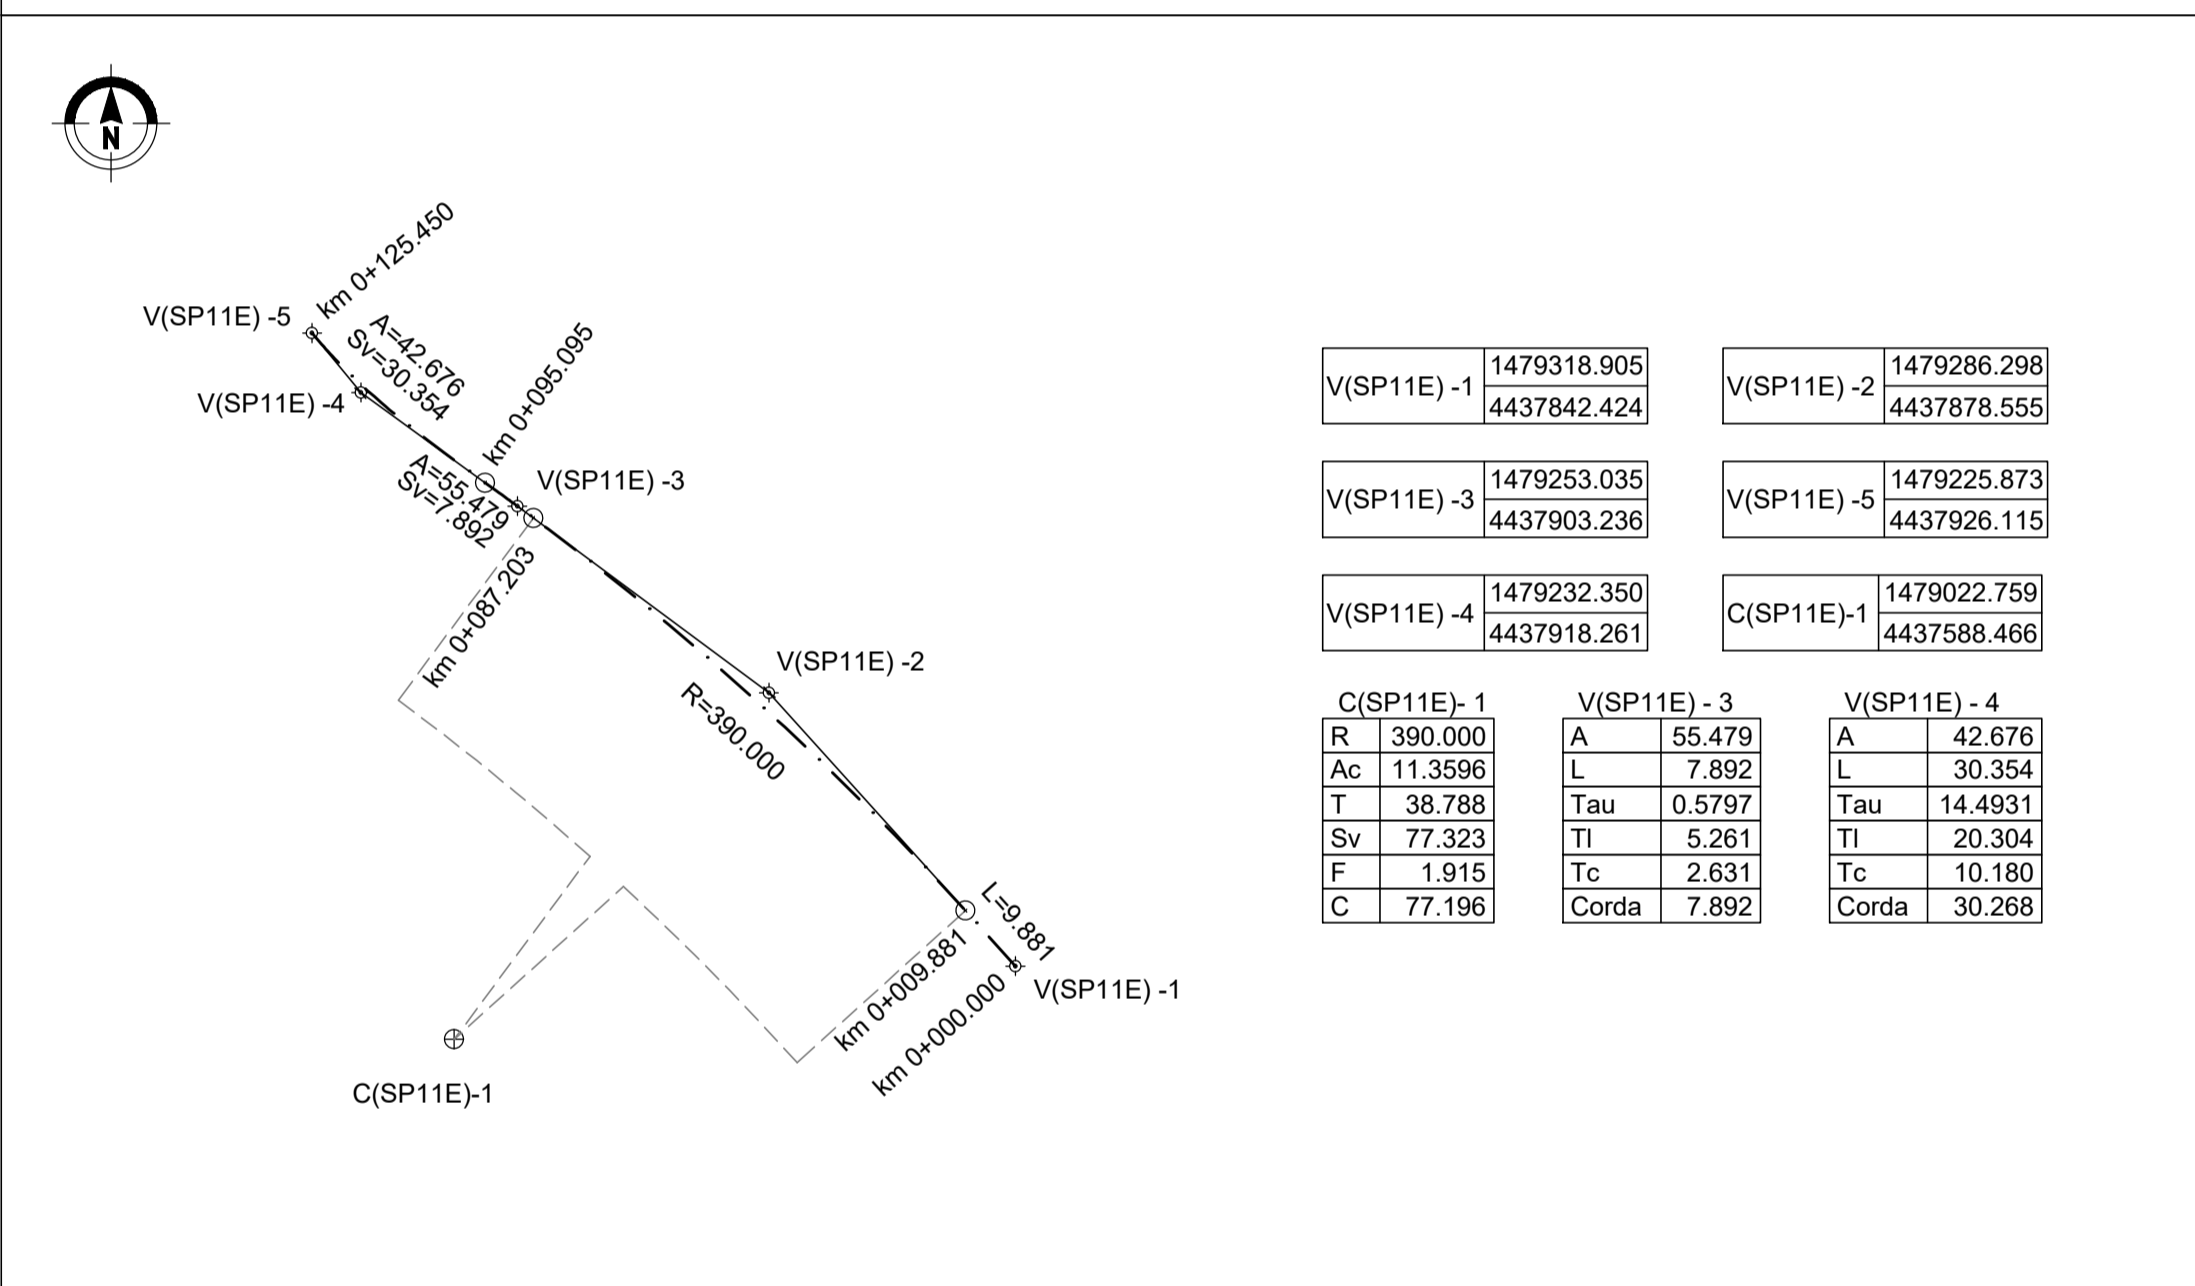 N
km 0+125.450
V(SP11E) -5
A=42.676
Sv=30.354
V(SP11E) -4
km 0+095.095
V(SP11E) -3
A=55.479
Sv=7.892
km 0+087.203
V(SP11E) -2
R=390.000
L=9.881
km 0+009.881
V(SP11E) -1
km 0+000.000
C(SP11E)-1
V(SP11E) -1 1479318.905
4437842.424
V(SP11E) -2 1479286.298
4437878.555
V(SP11E) -3 1479253.035
4437903.236
V(SP11E) -5 1479225.873
4437926.115
V(SP11E) -4 1479232.350
4437918.261
C(SP11E)-1 1479022.759
4437588.466
C(SP11E)- 1
R 390.000
Ac 11.3596
T 38.788
Sv 77.323
F 1.915
C 77.196
V(SP11E) - 3
A 55.479
L 7.892
Tau 0.5797
Tl 5.261
Tc 2.631
Corda 7.892
V(SP11E) - 4
A 42.676
L 30.354
Tau 14.4931
Tl 20.304
Tc 10.180
Corda 30.268